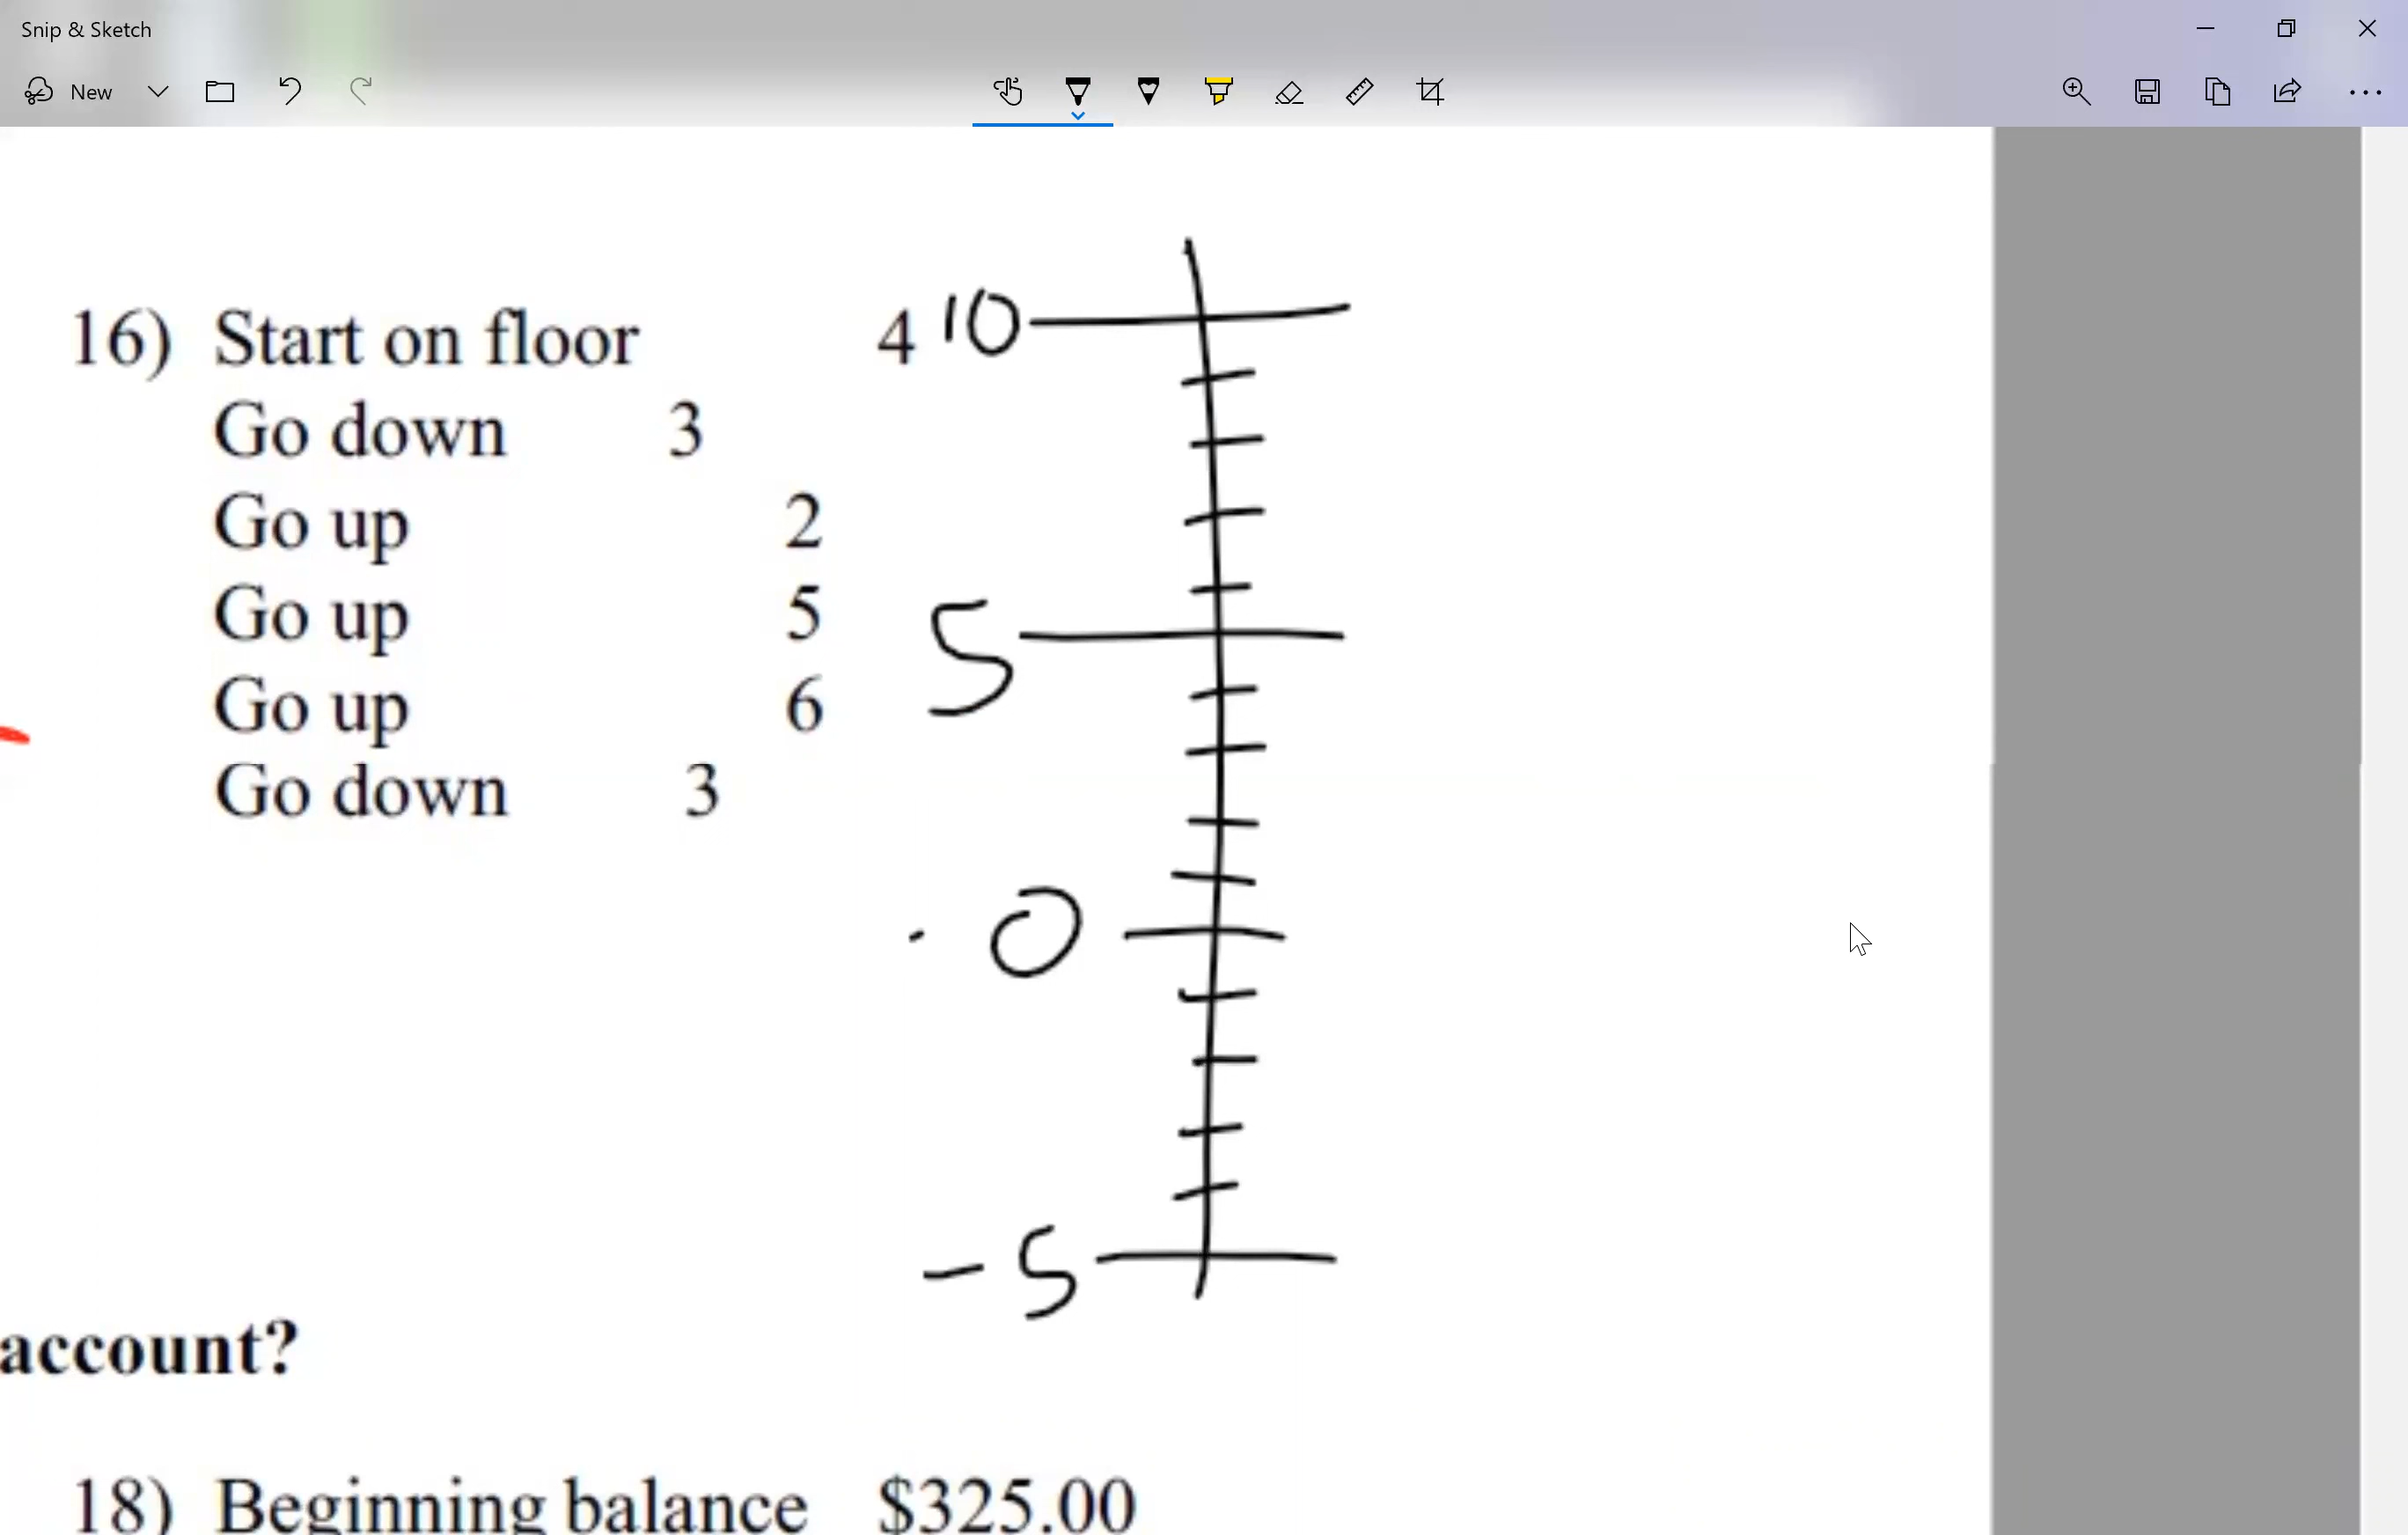 Snip & Sketch
New
16) Start on floor 4
Go down 3
Go up 2
Go up 5
Go up 6
Go down 3
10
5
0
-5
account?
18) Beginning balance $325.00